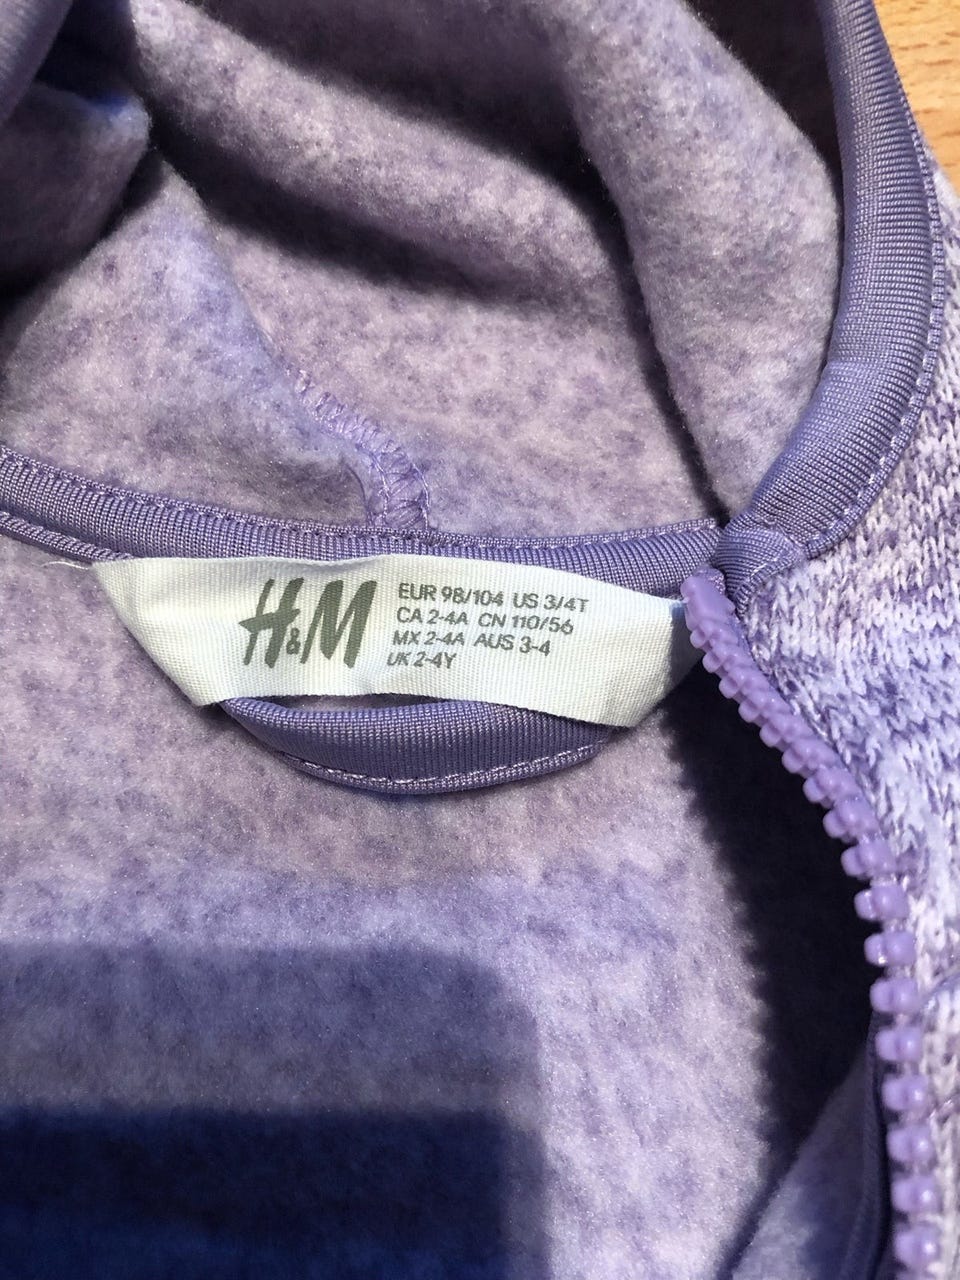 H&M
EUR 98/104 US 3/4T
CA 2-4A CN 110/56
MX 2-4A AUS 3-4
UK 2-4Y